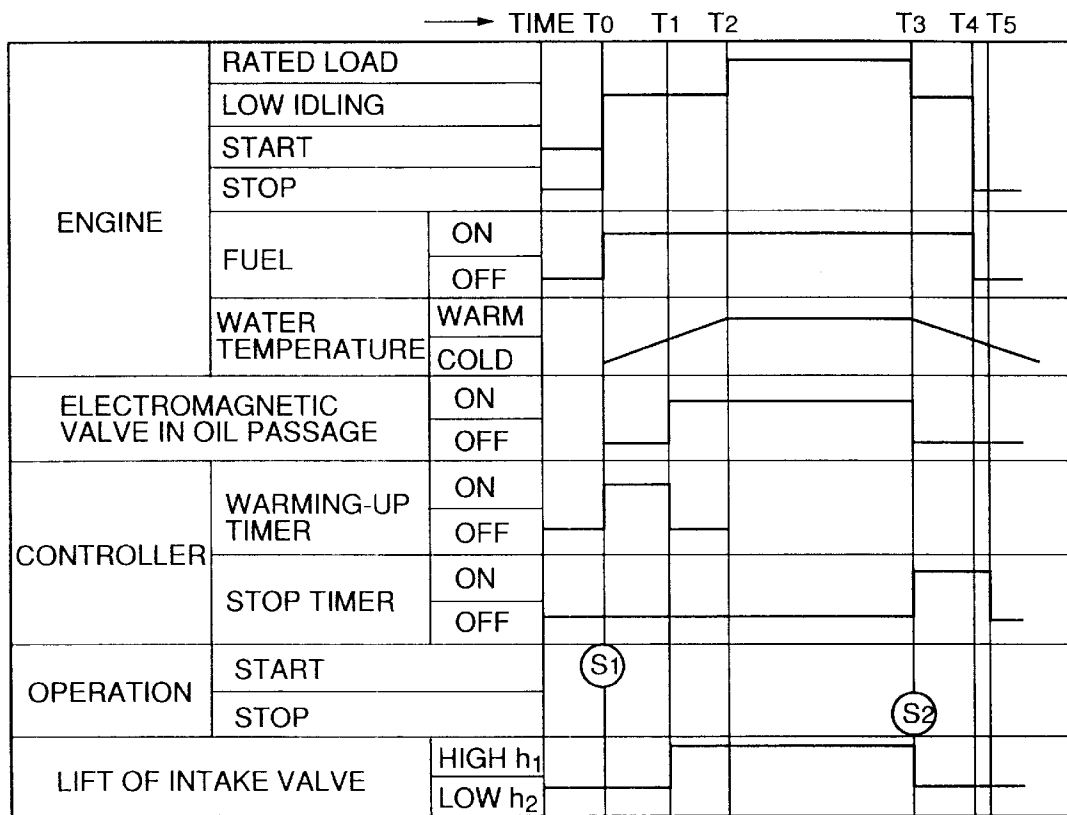 TIME T0 T1 T2 T3 T4 T5
RATED LOAD
LOW IDLING
START
STOP
ENGINE
FUEL
ON
OFF
WATER
TEMPERATURE
WARM
COLD
ELECTROMAGNETIC
VALVE IN OIL PASSAGE
ON
OFF
CONTROLLER
WARMING-UP
TIMER
ON
OFF
STOP TIMER
ON
OFF
OPERATION
START
S1
STOP
S2
LIFT OF INTAKE VALVE
HIGH h1
LOW h2